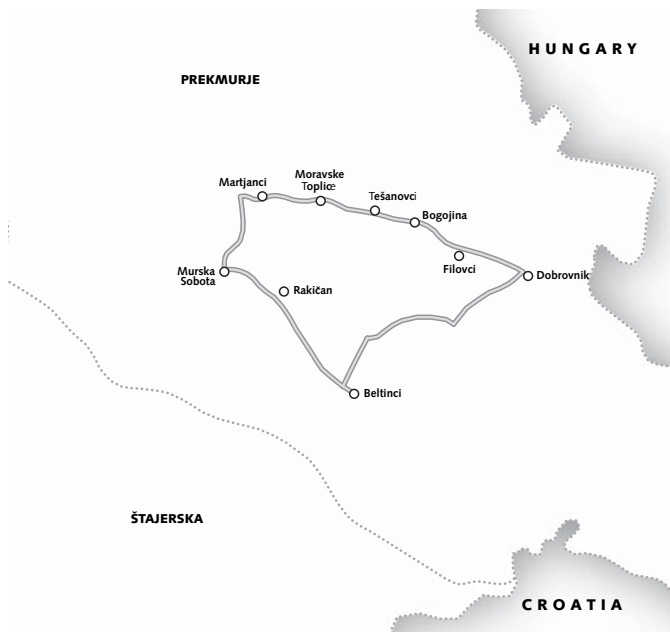 HUNGARY
PREKMURJE
Moravske
Toplice
Martjanci
Tešanovci
Bogojina
Filovci
Dobrovnik
Murska
Sobota
Rakičan
Beltinci
ŠTAJERSKA
CROATIA